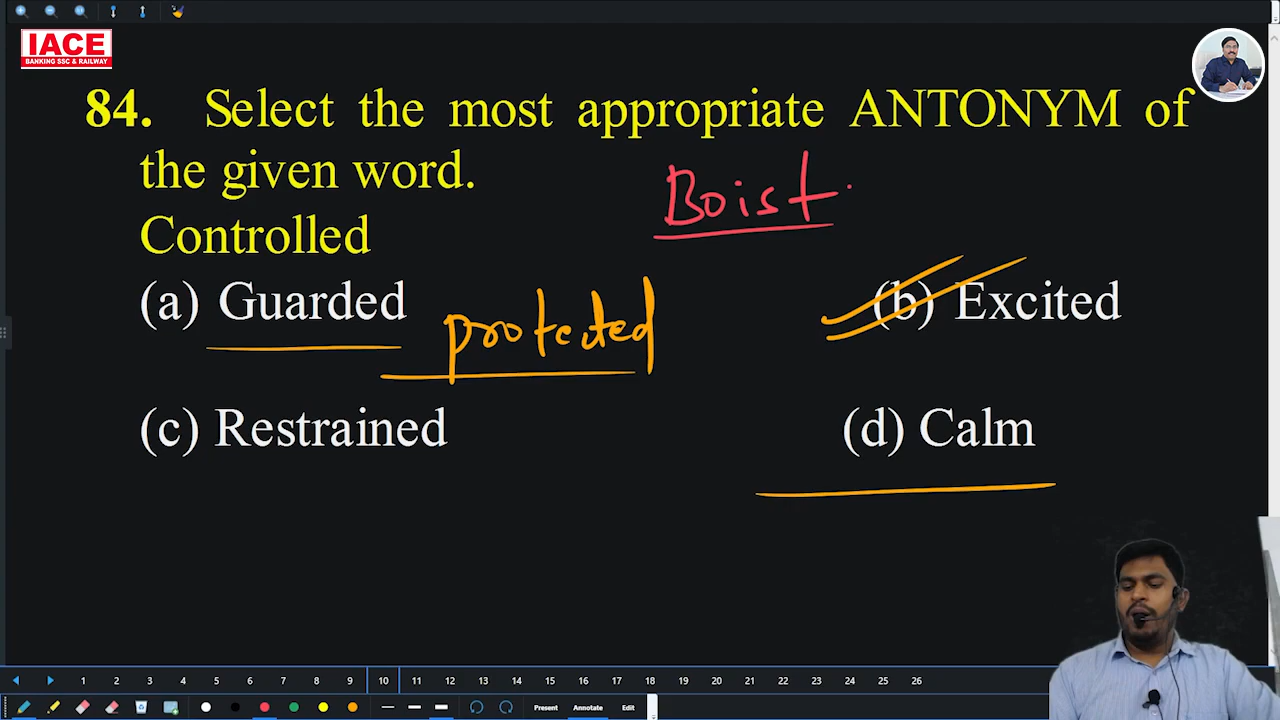 IACE
BANKING SSC & RAILWAY
84. Select the most appropriate ANTONYM of
the given word.
Boist
Controlled
(a) Guarded
protected
(b) Excited
(c) Restrained
(d) Calm
1 2 3 4 5 6 7 8 9 10 11 12 13 14 15 16 17 18 19 20 21 22 23 24 25 26
Present Annotate Edit